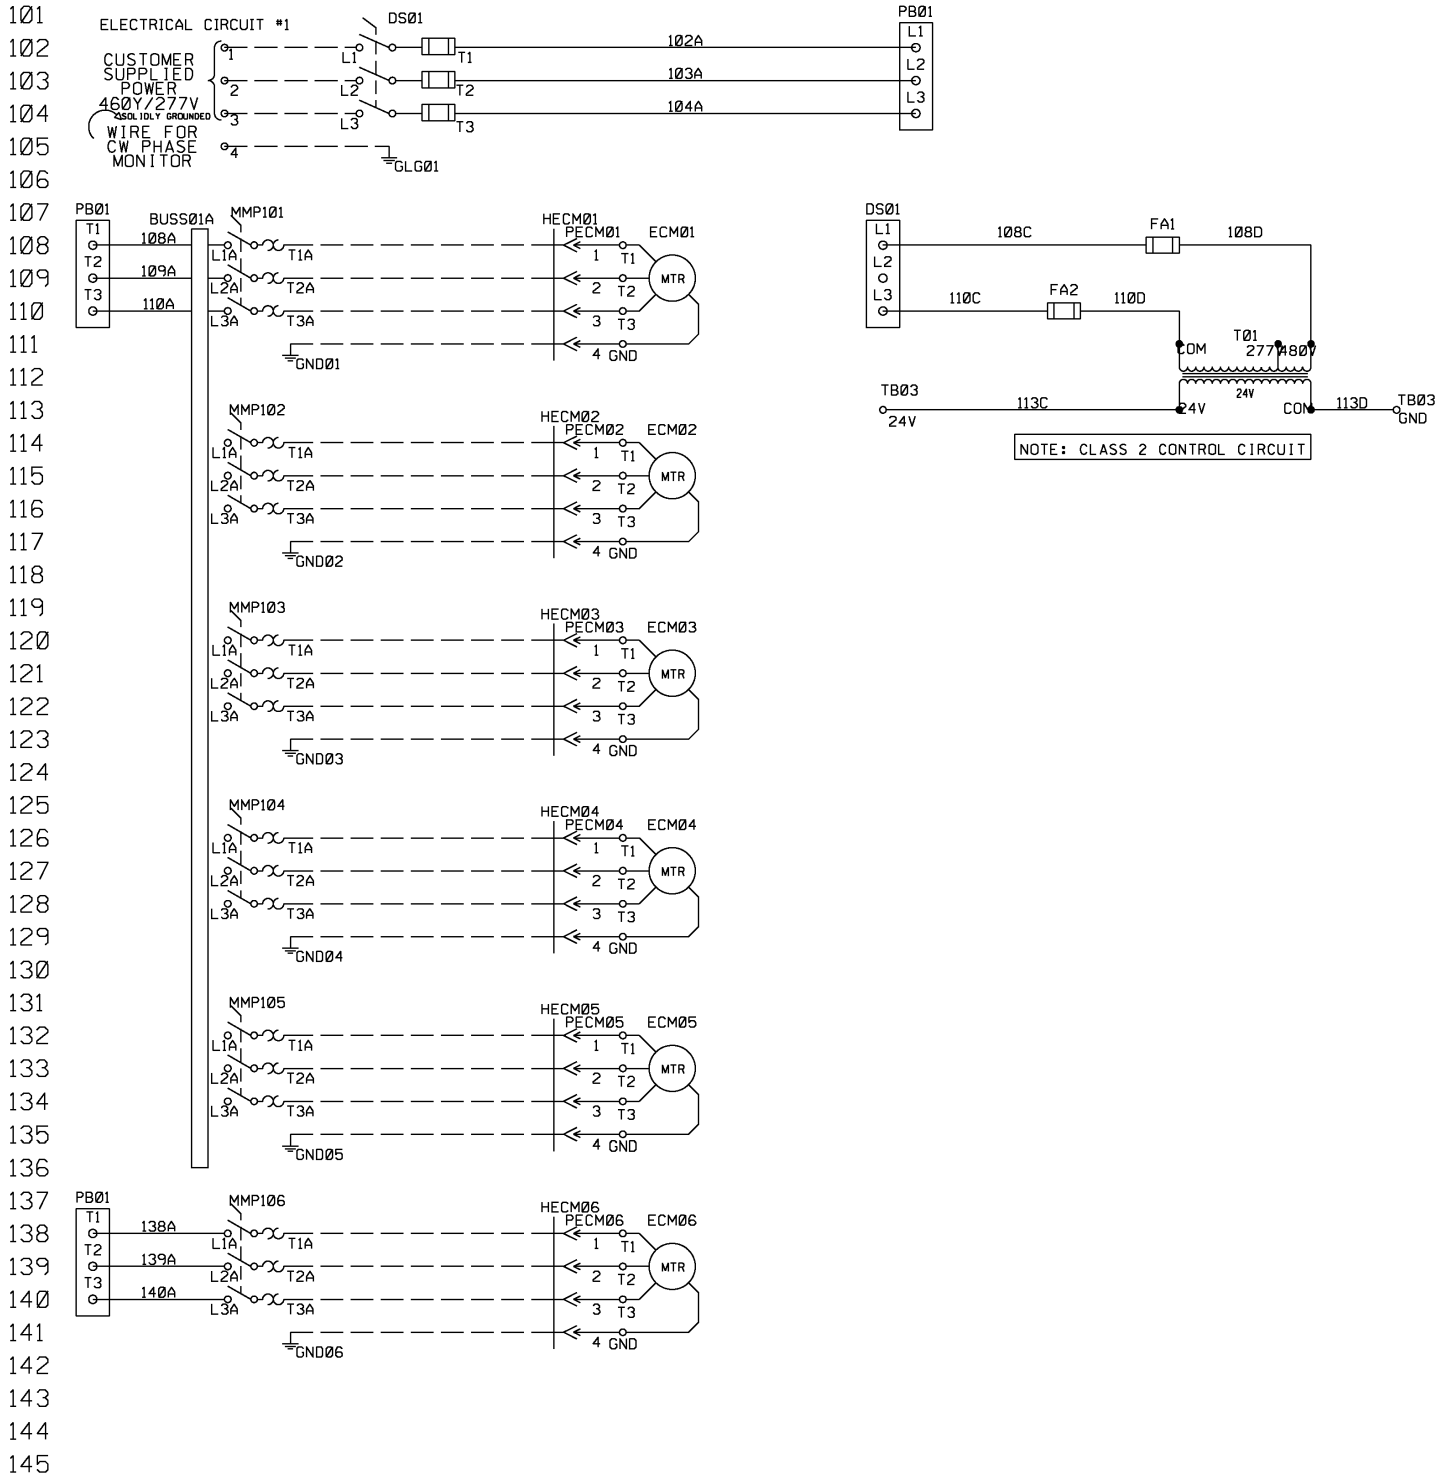 101
ELECTRICAL CIRCUIT #1 DS01 PB01
L1
102 1 L1 T1 102A
CUSTOMER
SUPPLIED L2
103 POWER 2 L2 T2 103A
460Y/277V L3
104 SOLIDLY GROUNDED 3 L3 T3 104A
WIRE FOR
105 CW PHASE 4
MONITOR GLG01
106
107 PB01 BUSS01A MMP101 HECM01 DS01
T1 PECM01 ECM01 L1 FA1
108 108A L1A T1A 1 T1 108C 108D
T2 L2
109 109A L2A T2A 2 T2 MTR
T3 L3 FA2
110 110A L3A T3A 3 T3 110C 110D
111 GND01 4 GND COM T01 277V 480V
112
24V
113 MMP102 HECM02 TB03 113C 24V COM 113D TB03
PECM02 ECM02 24V GND
114 L1A T1A 1 T1 NOTE: CLASS 2 CONTROL CIRCUIT
115 L2A T2A 2 T2 MTR
116 L3A T3A 3 T3
117 GND02 4 GND
118
119 MMP103 HECM03
PECM03 ECM03
120 L1A T1A 1 T1
121 L2A T2A 2 T2 MTR
122 L3A T3A 3 T3
123 GND03 4 GND
124
125 MMP104 HECM04
PECM04 ECM04
126 L1A T1A 1 T1
127 L2A T2A 2 T2 MTR
128 L3A T3A 3 T3
129 GND04 4 GND
130
131 MMP105 HECM05
PECM05 ECM05
132 L1A T1A 1 T1
133 L2A T2A 2 T2 MTR
134 L3A T3A 3 T3
135 GND05 4 GND
136
137 PB01 MMP106 HECM06
T1 PECM06 ECM06
138 138A L1A T1A 1 T1
T2
139 139A L2A T2A 2 T2 MTR
T3
140 140A L3A T3A 3 T3
141 GND06 4 GND
142
143
144
145